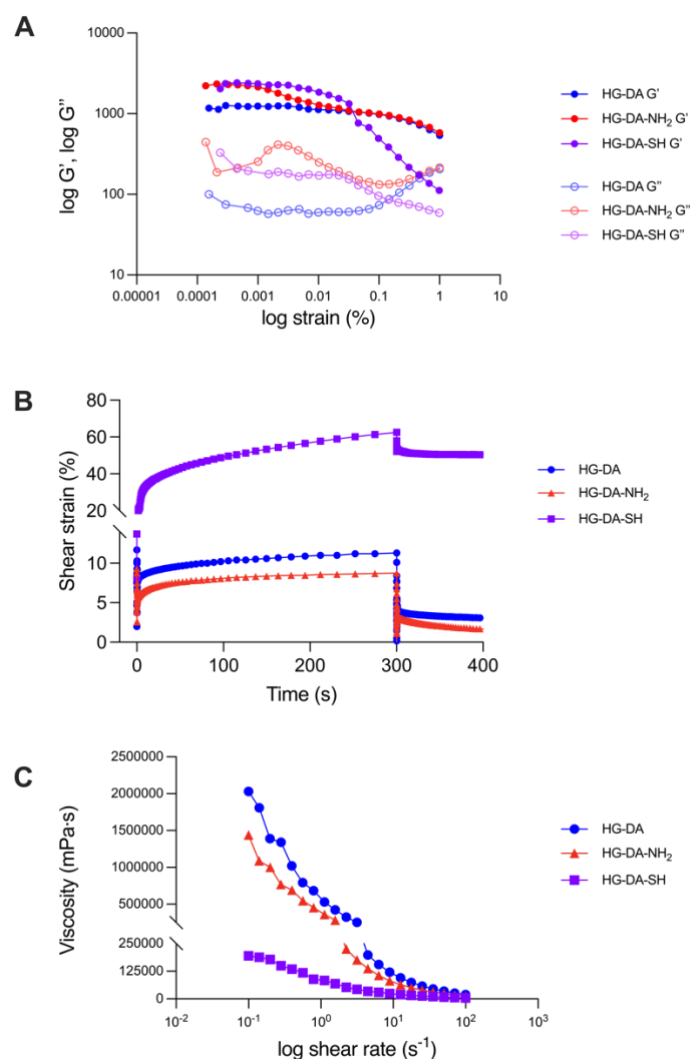 A
10000
1000
100
10
0.00001
0.0001
0.001
0.01
0.1
1
10
log G', log G"
log strain (%)
HG-DA G'
HG-DA-NH₂ G'
HG-DA-SH G'
HG-DA G"
HG-DA-NH₂ G"
HG-DA-SH G"
B
80
60
40
20
10
5
0
0
100
200
300
400
Shear strain (%)
Time (s)
HG-DA
HG-DA-NH₂
HG-DA-SH
C
2500000
2000000
1500000
1000000
500000
250000
125000
0
10⁻²
10⁻¹
10⁰
10¹
10²
10³
Viscosity (mPa·s)
log shear rate (s⁻¹)
HG-DA
HG-DA-NH₂
HG-DA-SH